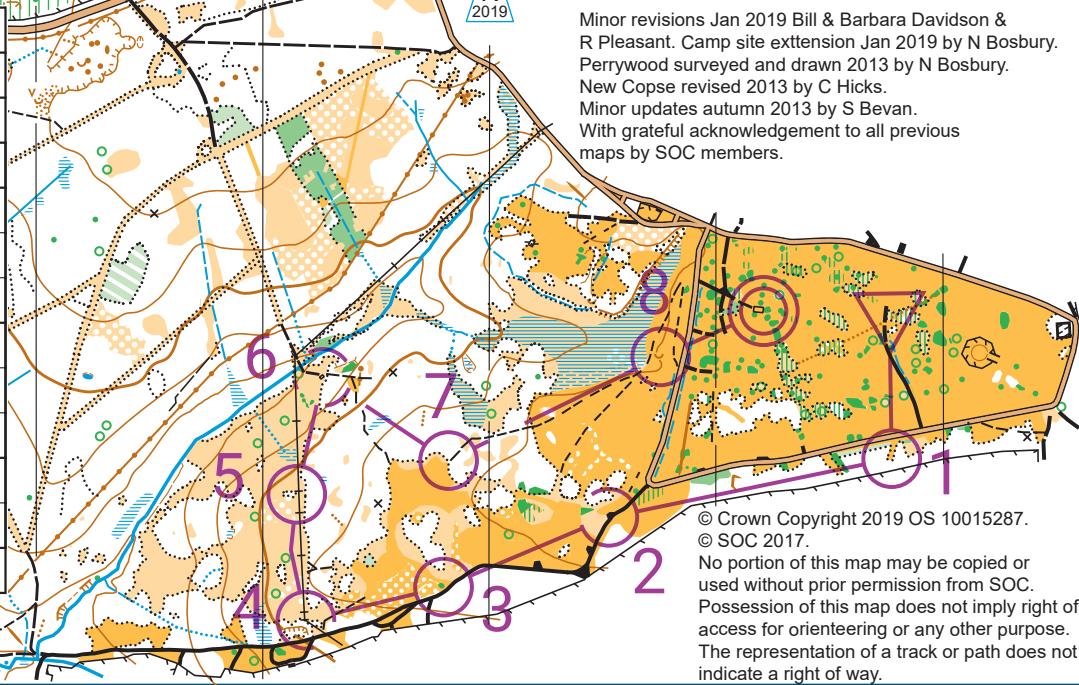 2019
Minor revisions Jan 2019 Bill & Barbara Davidson &
R Pleasant. Camp site exttension Jan 2019 by N Bosbury.
Perrywood surveyed and drawn 2013 by N Bosbury.
New Copse revised 2013 by C Hicks.
Minor updates autumn 2013 by S Bevan.
With grateful acknowledgement to all previous
maps by SOC members.
8
6
7
5
1
2
4
3
© Crown Copyright 2019 OS 10015287.
© SOC 2017.
No portion of this map may be copied or
used without prior permission from SOC.
Possession of this map does not imply right of
access for orienteering or any other purpose.
The representation of a track or path does not
indicate a right of way.